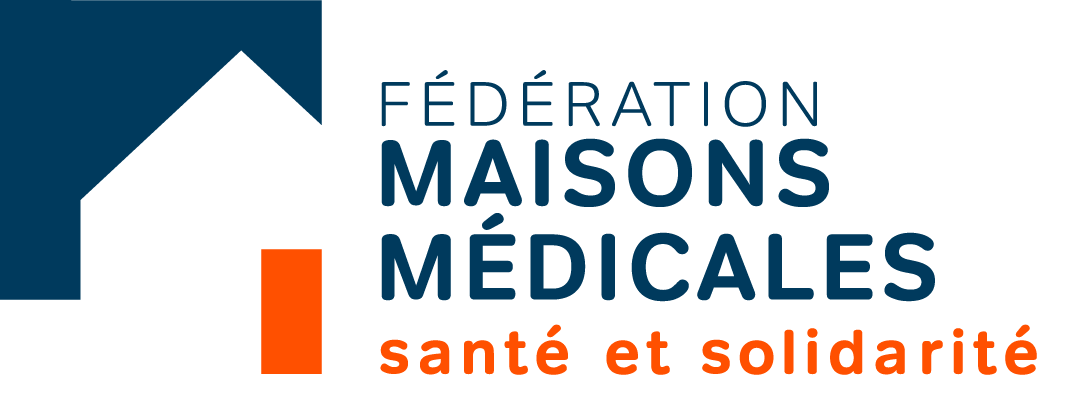 FÉDÉRATION
MAISONS
MÉDICALES
santé et solidarité